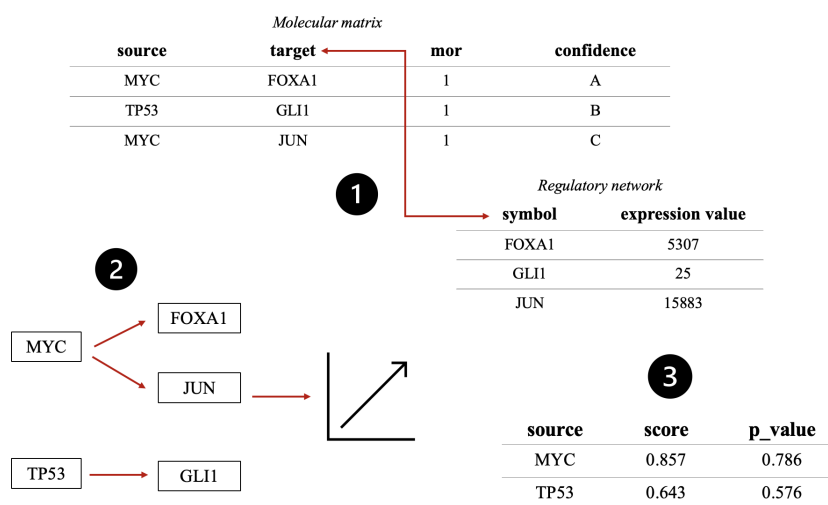 Molecular matrix
source target mor confidence
MYC FOXA1 1 A
TP53 GLI1 1 B
MYC JUN 1 C
1
Regulatory network
symbol expression value
FOXA1 5307
GLI1 25
JUN 15883
2
FOXA1
MYC
JUN
TP53
GLI1
3
source score p_value
MYC 0.857 0.786
TP53 0.643 0.576